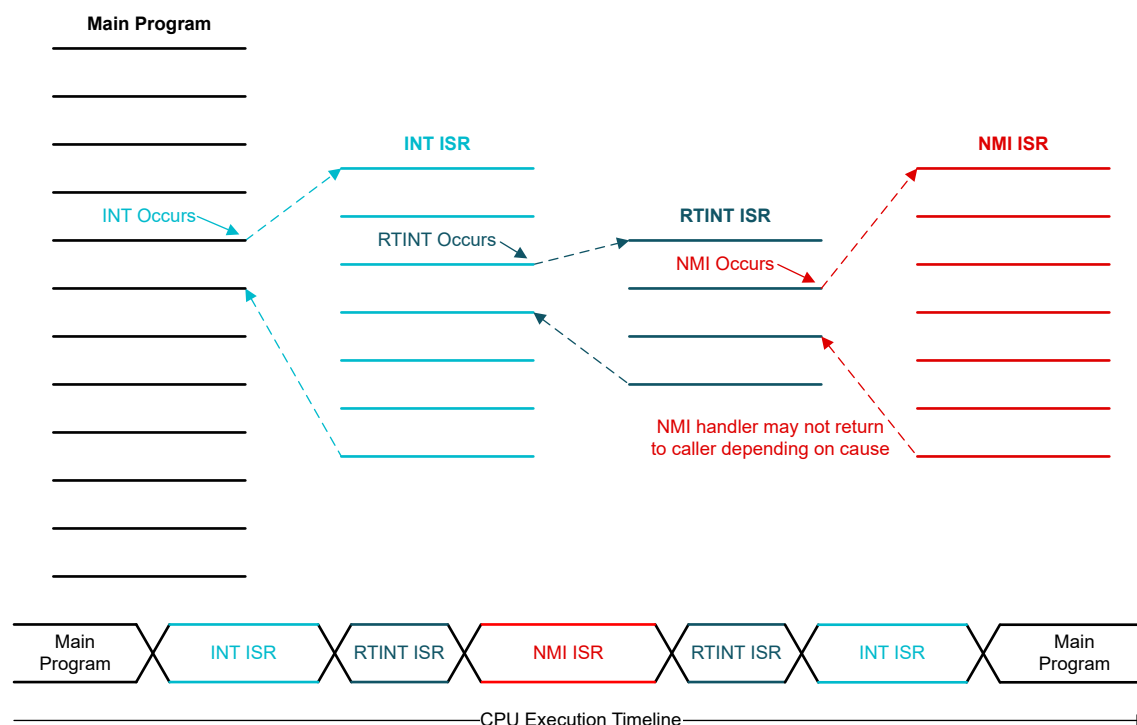 Main Program
INT ISR
NMI ISR
INT Occurs
RTINT ISR
RTINT Occurs
NMI Occurs
NMI handler may not return
to caller depending on cause
Main
Program
INT ISR
RTINT ISR
NMI ISR
RTINT ISR
INT ISR
Main
Program
CPU Execution Timeline